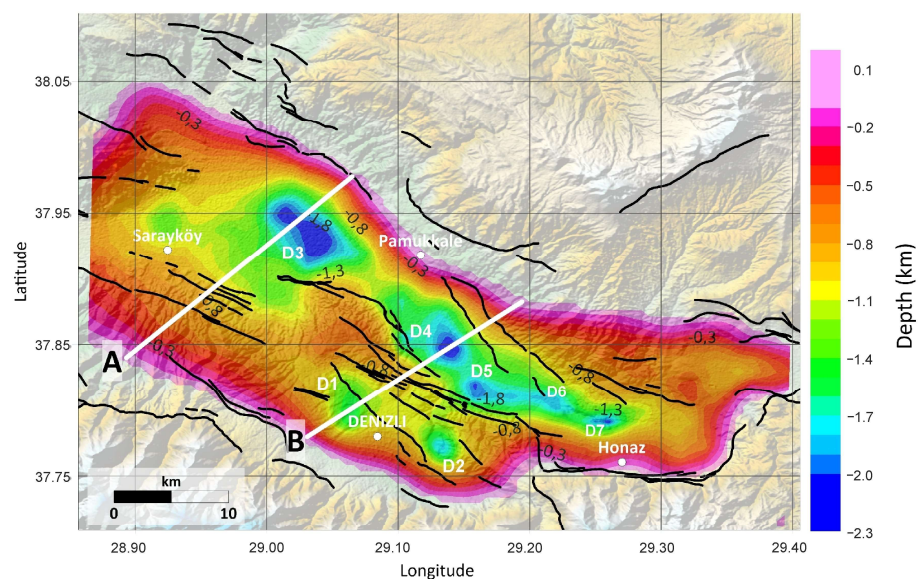 38.05
37.95
37.85
37.75
Latitude
-0,3
-1,8
-0,8
Sarayköy
Pamukkale
D3
-0,3
-1,3
0,8
D4
A
0,3
-0,8
D5
-0,8
D1
D6
-1,8
-1,3
B
DENİZLİ
-0,8
D7
-0,3
Honaz
D2
km
0
10
28.90
29.00
29.10
29.20
29.30
29.40
Longitude
0.1
-0.2
-0.5
-0.8
-1.1
-1.4
-1.7
-2.0
-2.3
Depth (km)
-0,3